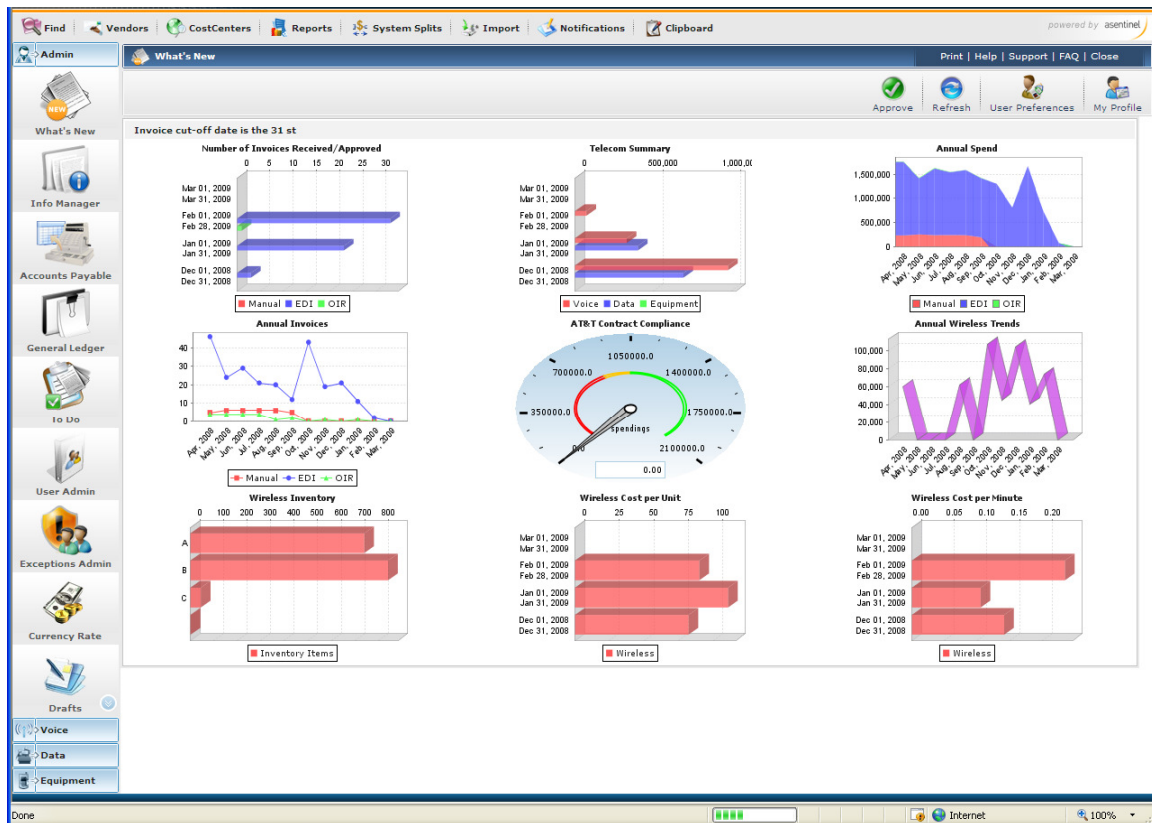 Find Vendors CostCenters Reports System Splits Import Notifications Clipboard
powered by asentinel
Admin
What's New
Print | Help | Support | FAQ | Close
Approve Refresh User Preferences My Profile
NEW
What's New
Info Manager
Accounts Payable
General Ledger
To Do
User Admin
Exceptions Admin
Currency Rate
Drafts
Voice
Data
Equipment
Invoice cut-off date is the 31 st
Number of Invoices Received/Approved
0 5 10 15 20 25 30
Mar 01, 2009
Mar 31, 2009
Feb 01, 2009
Feb 28, 2009
Jan 01, 2009
Jan 31, 2009
Dec 01, 2008
Dec 31, 2008
Manual EDI OIR
Telecom Summary
0 500,000 1,000,0
Mar 01, 2009
Mar 31, 2009
Feb 01, 2009
Feb 28, 2009
Jan 01, 2009
Jan 31, 2009
Dec 01, 2008
Dec 31, 2008
Voice Data Equipment
Annual Spend
1,500,000
1,000,000
500,000
0
Apr, 2008 May, 2008 Jun, 2008 Jul, 2008 Aug, 2008 Sep, 2008 Oct, 2008 Nov, 2008 Dec, 2008 Jan, 2009 Feb, 2009 Mar, 2009
Manual EDI OIR
Annual Invoices
40
30
20
10
0
Apr, 2008 May, 2008 Jun, 2008 Jul, 2008 Aug, 2008 Sep, 2008 Oct, 2008 Nov, 2008 Dec, 2008 Jan, 2009 Feb, 2009 Mar, 2009
Manual EDI OIR
AT&T Contract Compliance
1050000.0
700000.0 1400000.0
350000.0 1750000.0
spendings
0.0 2100000.0
0.00
Annual Wireless Trends
100,000
80,000
60,000
40,000
20,000
0
Apr, 2008 May, 2008 Jun, 2008 Jul, 2008 Aug, 2008 Sep, 2008 Oct, 2008 Nov, 2008 Dec, 2008 Jan, 2009 Feb, 2009 Mar, 2009
Wireless Inventory
0 100 200 300 400 500 600 700 800
A
B
C
Inventory Items
Wireless Cost per Unit
0 25 50 75 100
Mar 01, 2009
Mar 31, 2009
Feb 01, 2009
Feb 28, 2009
Jan 01, 2009
Jan 31, 2009
Dec 01, 2008
Dec 31, 2008
Wireless
Wireless Cost per Minute
0.00 0.05 0.10 0.15 0.20
Mar 01, 2009
Mar 31, 2009
Feb 01, 2009
Feb 28, 2009
Jan 01, 2009
Jan 31, 2009
Dec 01, 2008
Dec 31, 2008
Wireless
Done
Internet
100%